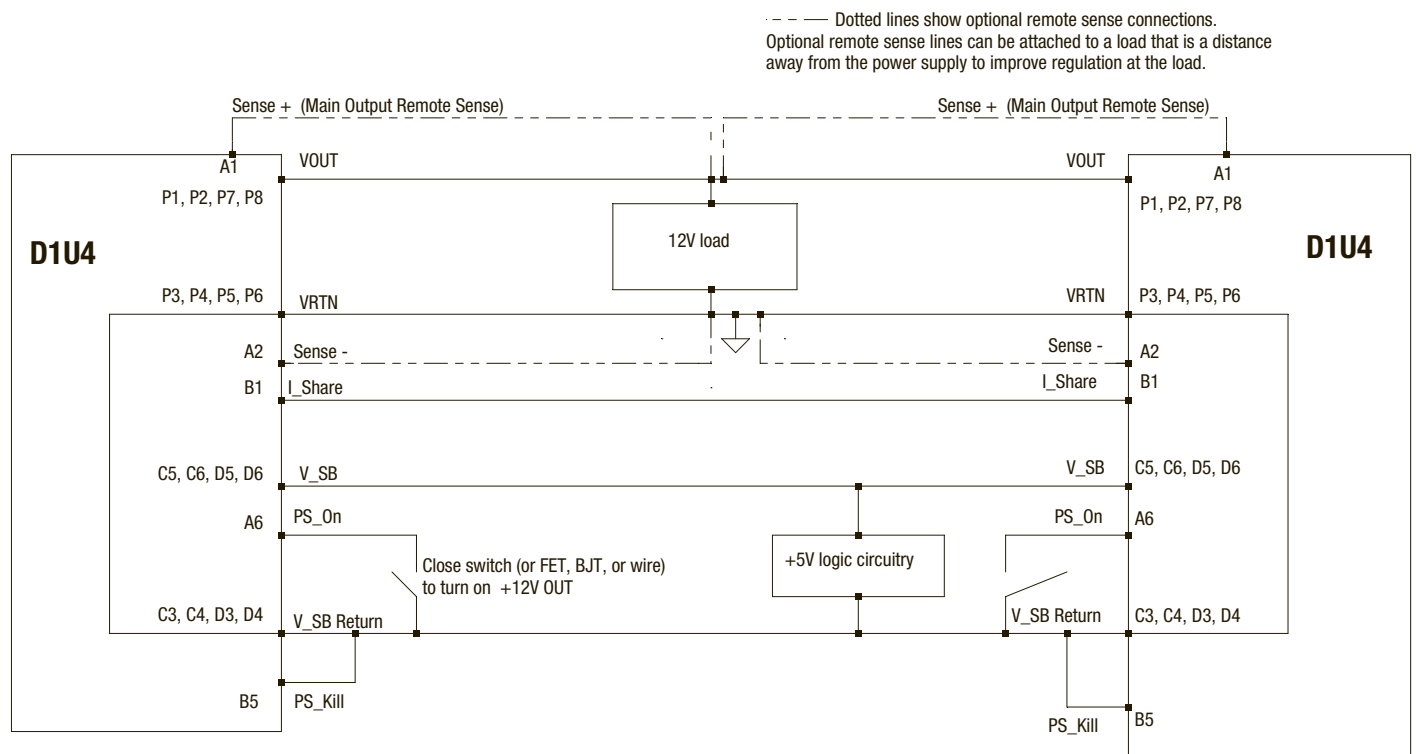 Dotted lines show optional remote sense connections.
Optional remote sense lines can be attached to a load that is a distance
away from the power supply to improve regulation at the load.
Sense + (Main Output Remote Sense)
Sense + (Main Output Remote Sense)
A1
VOUT
VOUT
A1
P1, P2, P7, P8
P1, P2, P7, P8
D1U4
12V load
D1U4
P3, P4, P5, P6
VRTN
VRTN
P3, P4, P5, P6
A2
Sense -
Sense -
A2
B1
I_Share
I_Share
B1
C5, C6, D5, D6
V_SB
V_SB
C5, C6, D5, D6
A6
PS_On
PS_On
A6
Close switch (or FET, BJT, or wire)
to turn on +12V OUT
+5V logic circuitry
C3, C4, D3, D4
V_SB Return
V_SB Return
C3, C4, D3, D4
B5
PS_Kill
PS_Kill
B5